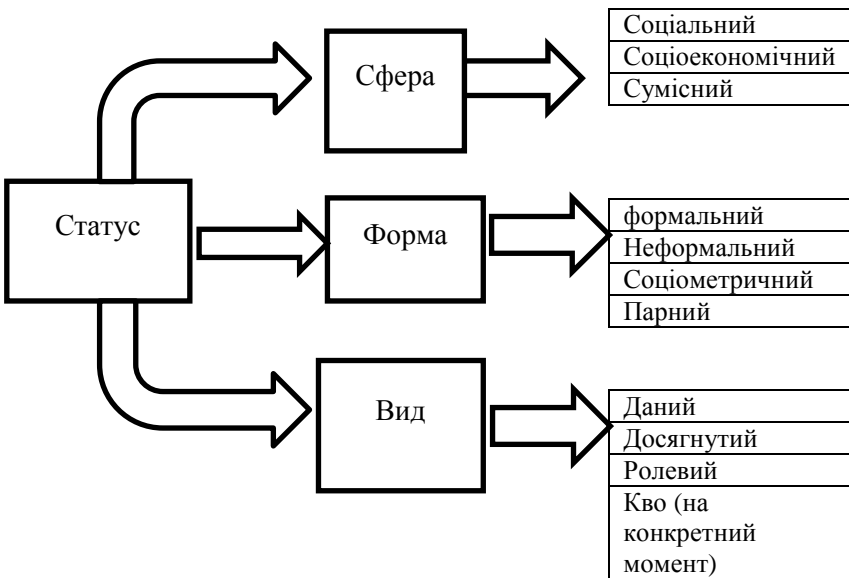 Статус
Сфера
Соціальний
Соціоекономічний
Сумісний
Форма
формальний
Неформальний
Соціометричний
Парний
Вид
Даний
Досягнутий
Ролевий
Кво (на
конкретний
момент)